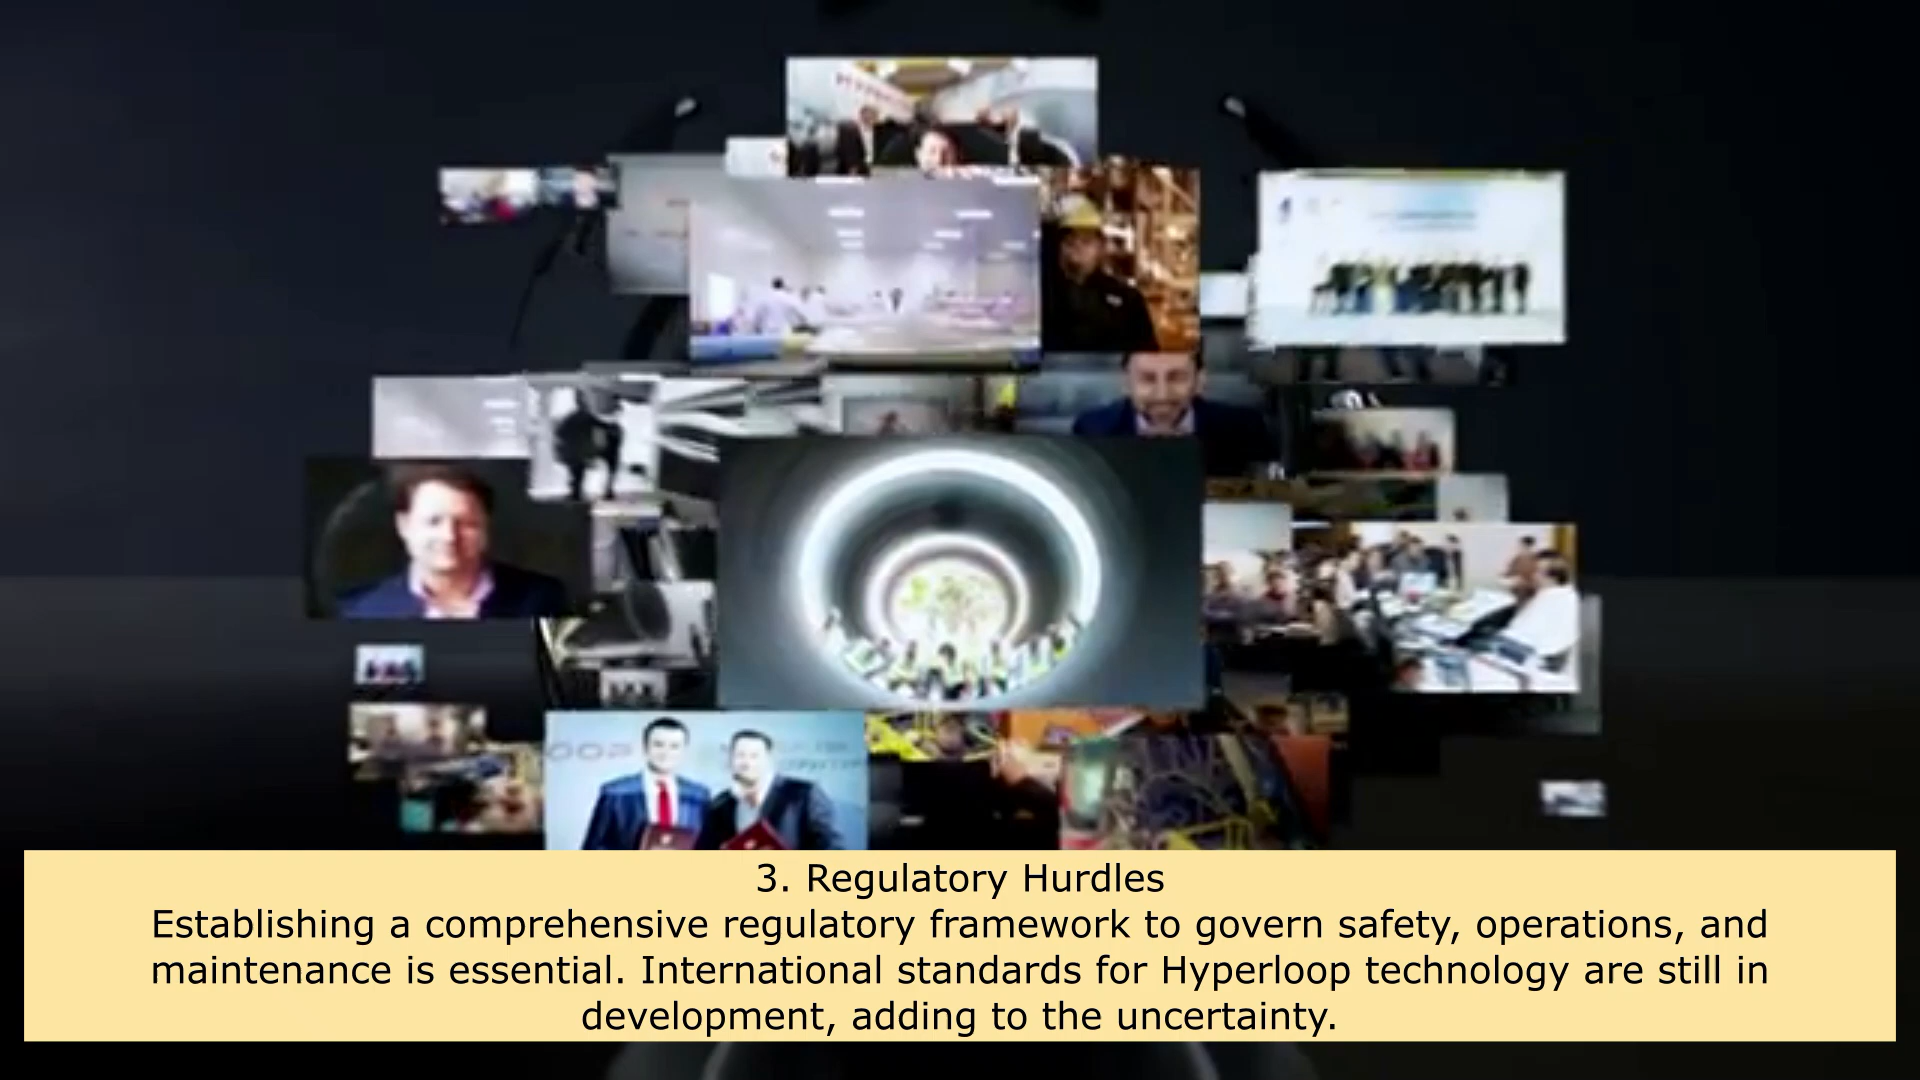 3. Regulatory Hurdles
Establishing a comprehensive regulatory framework to govern safety, operations, and
maintenance is essential. International standards for Hyperloop technology are still in
development, adding to the uncertainty.